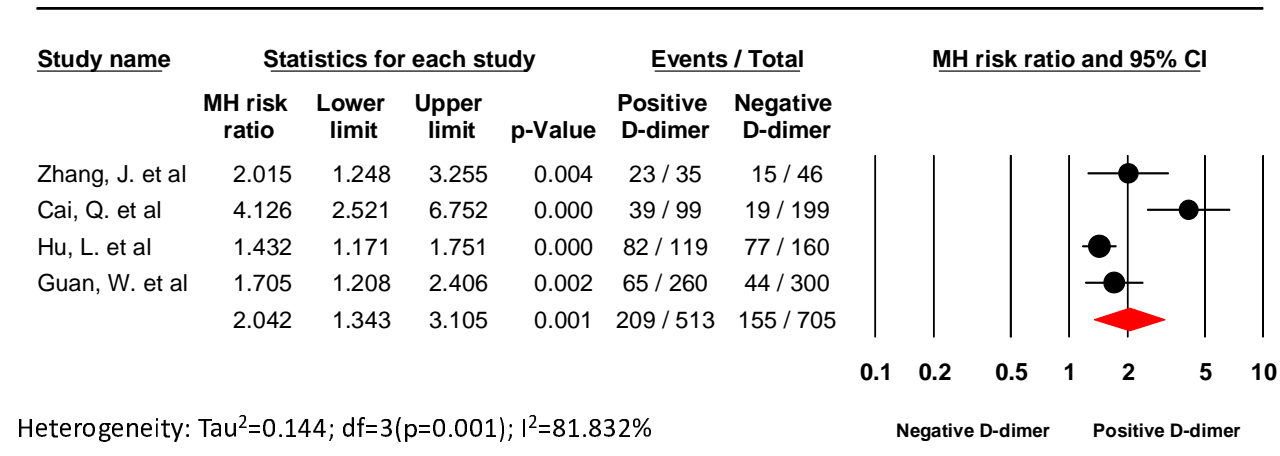 Study name Statistics for each study Events / Total MH risk ratio and 95% CI
MH risk Lower Upper Positive Negative
ratio limit limit p-Value D-dimer D-dimer
Zhang, J. et al 2.015 1.248 3.255 0.004 23 / 35 15 / 46
Cai, Q. et al 4.126 2.521 6.752 0.000 39 / 99 19 / 199
Hu, L. et al 1.432 1.171 1.751 0.000 82 / 119 77 / 160
Guan, W. et al 1.705 1.208 2.406 0.002 65 / 260 44 / 300
2.042 1.343 3.105 0.001 209 / 513 155 / 705
0.1 0.2 0.5 1 2 5 10
Heterogeneity: Tau²=0.144; df=3(p=0.001); I²=81.832% Negative D-dimer Positive D-dimer